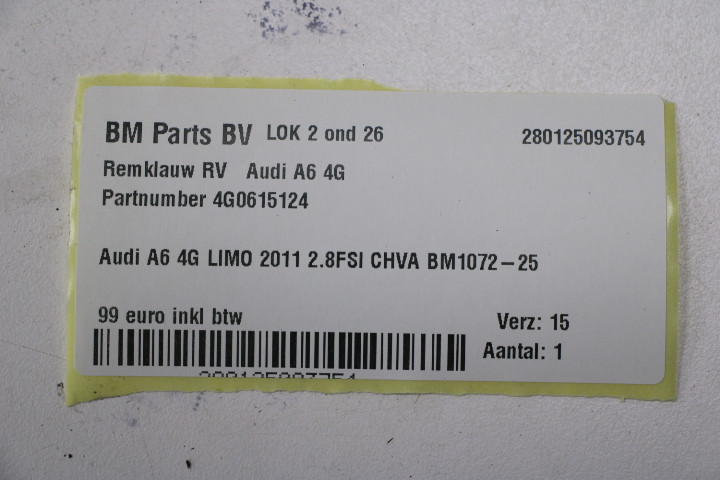 BM Parts BV LOK 2 ond 26 280125093754
Remklauw RV Audi A6 4G
Partnumber 4G0615124
Audi A6 4G LIMO 2011 2.8FSI CHVA BM1072-25
99 euro inkl btw
Verz: 15
Aantal: 1
280125093754